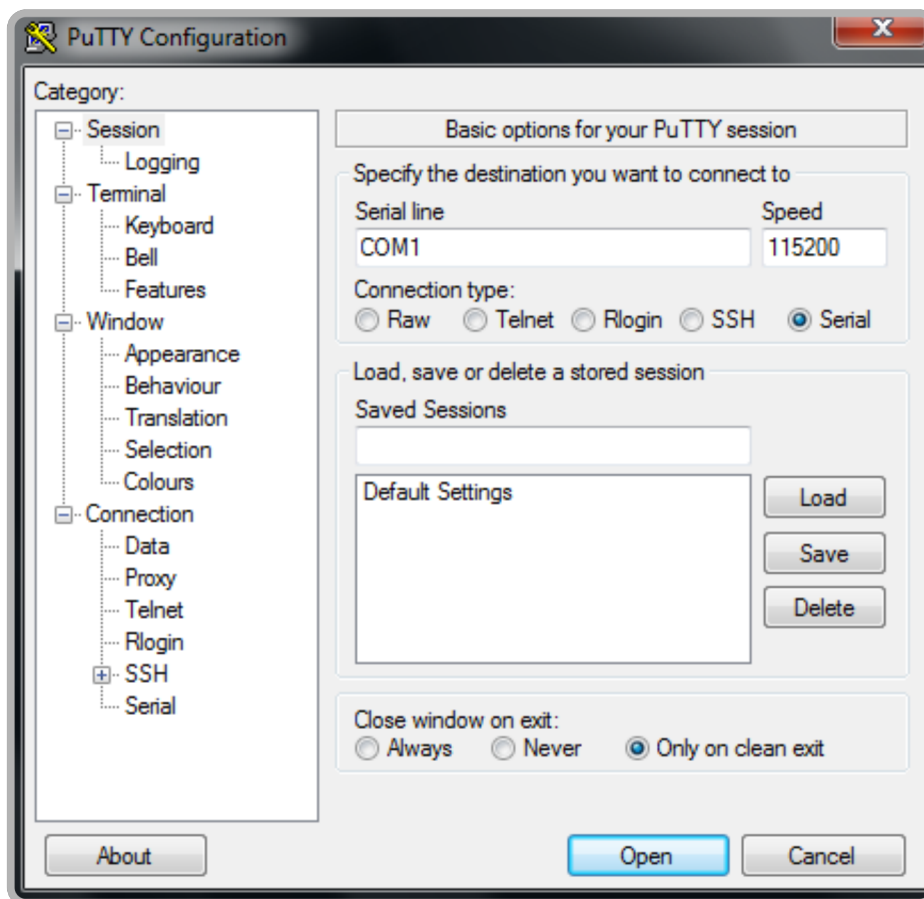 PuTTY Configuration
X
Category:
Session
Logging
Terminal
Keyboard
Bell
Features
Window
Appearance
Behaviour
Translation
Selection
Colours
Connection
Data
Proxy
Telnet
Rlogin
SSH
Serial
Basic options for your PuTTY session
Specify the destination you want to connect to
Serial line Speed
COM1 115200
Connection type:
Raw Telnet Rlogin SSH Serial
Load, save or delete a stored session
Saved Sessions
Default Settings
Load
Save
Delete
Close window on exit:
Always Never Only on clean exit
About Open Cancel